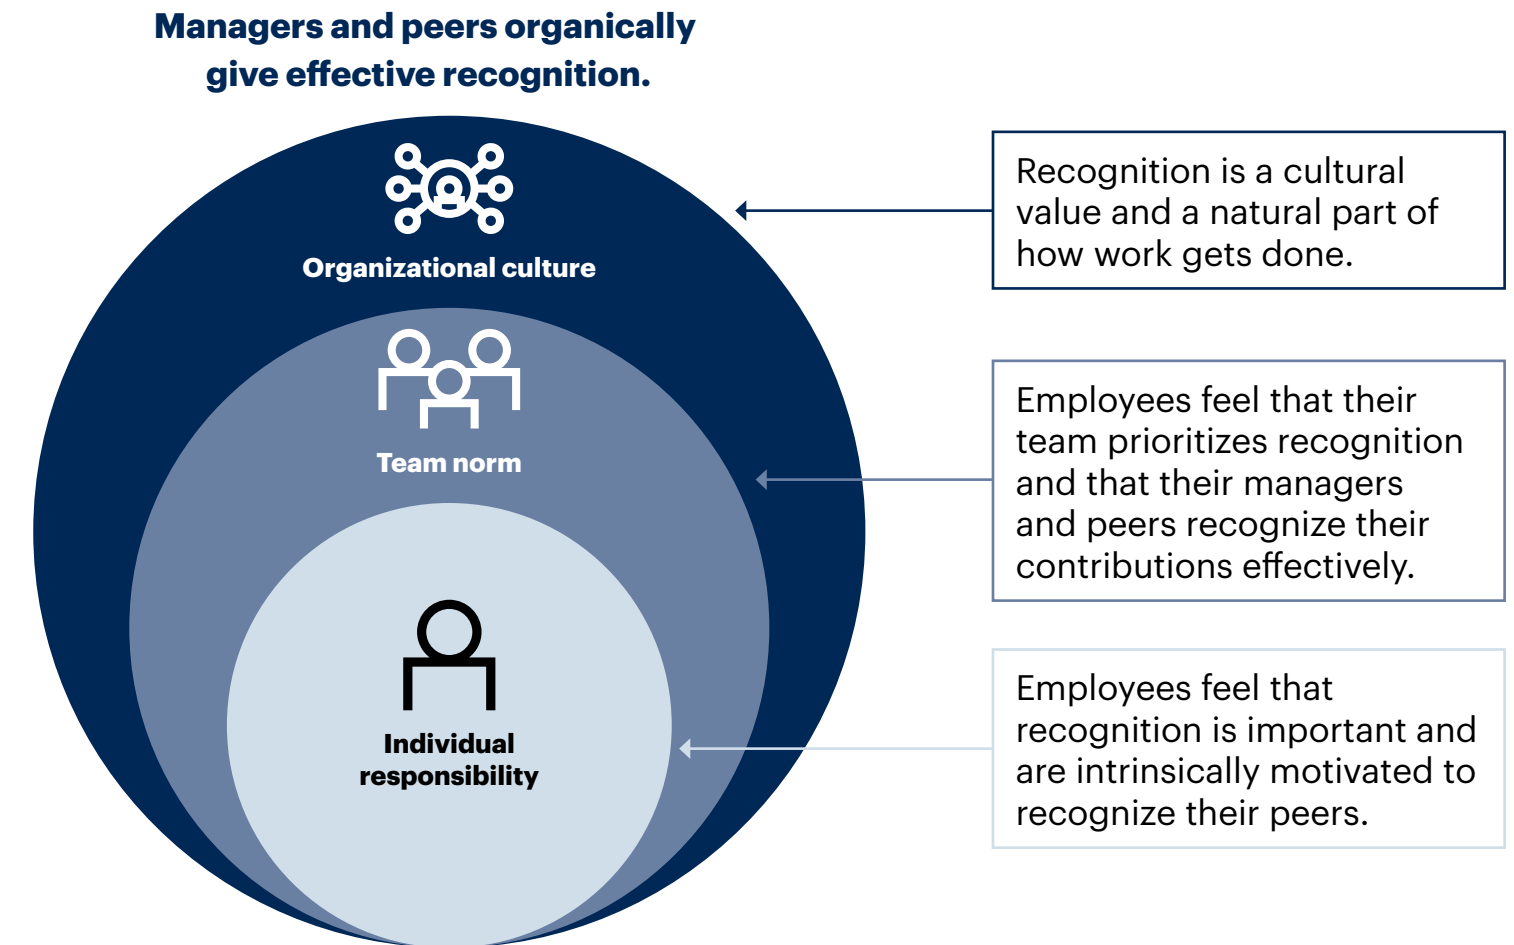 Managers and peers organically
give effective recognition.
Organizational culture
Recognition is a cultural
value and a natural part of
how work gets done.
Team norm
Employees feel that their
team prioritizes recognition
and that their managers
and peers recognize their
contributions effectively.
Individual
responsibility
Employees feel that
recognition is important and
are intrinsically motivated to
recognize their peers.